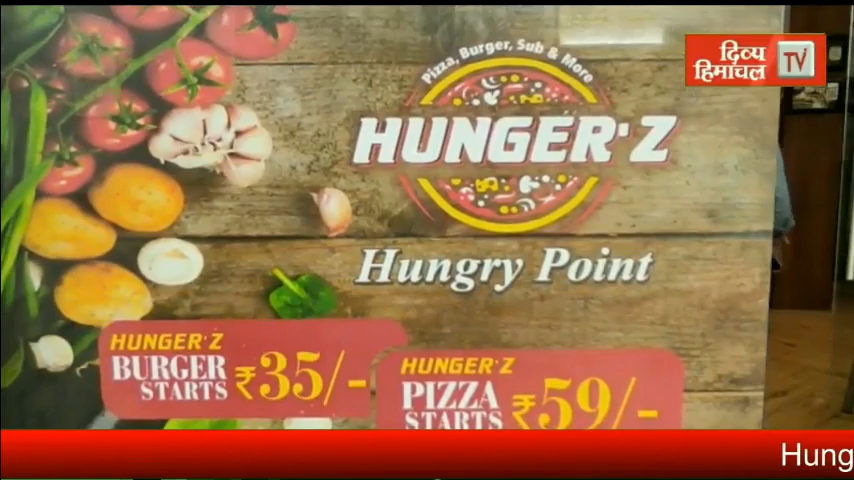 Pizza, Burger, Sub & More
HUNGER'Z
Hungry Point
HUNGER'Z
BURGER
STARTS ₹35/-
HUNGER'Z
PIZZA
STARTS ₹59/-
दिव्य
हिमाचल TV
Hung